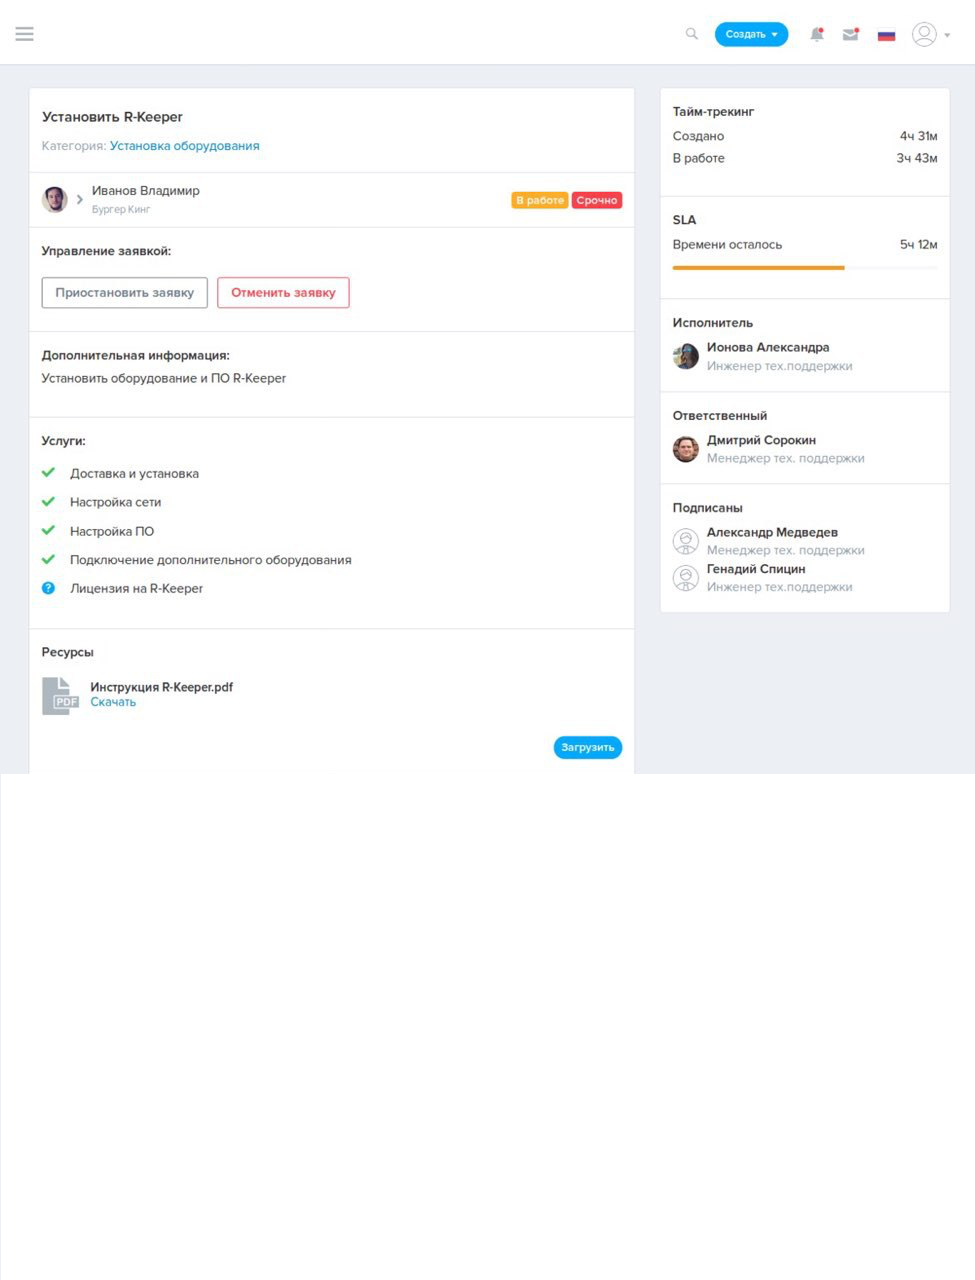 Создать
Установить R-Keeper
Категория: Установка оборудования
Иванов Владимир
Бургер Кинг
В работе Срочно
Управление заявкой:
Приостановить заявку Отменить заявку
Дополнительная информация:
Установить оборудование и ПО R-Keeper
Услуги:
Доставка и установка
Настройка сети
Настройка ПО
Подключение дополнительного оборудования
? Лицензия на R-Keeper
Ресурсы
PDF
Инструкция R-Keeper.pdf
Скачать
Загрузить
Тайм-трекинг
Создано 4ч 31м
В работе 3ч 43м
SLA
Времени осталось 5ч 12м
Исполнитель
Ионова Александра
Инженер тех.поддержки
Ответственный
Дмитрий Сорокин
Менеджер тех. поддержки
Подписаны
Александр Медведев
Менеджер тех. поддержки
Генадий Спицин
Инженер тех.поддержки